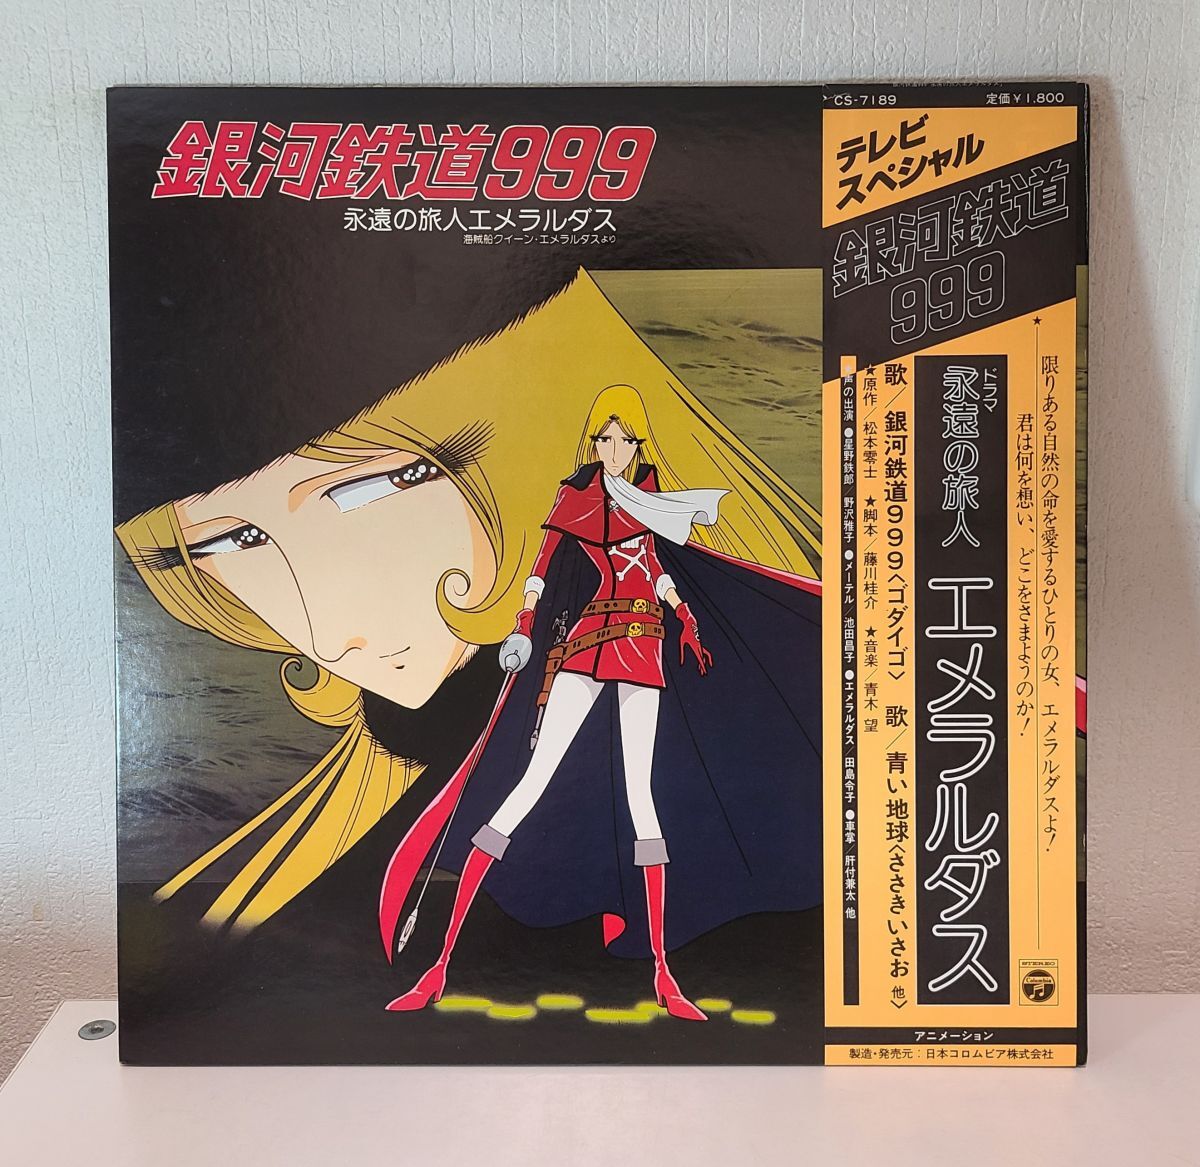 銀河鉄道999
永遠の旅人エメラルダス
海賊船クイーン・エメラルダスより
CS-7189
定価¥1,800
テレビ
スペシャル
銀河鉄道
999
★限りある自然の命を愛するひとりの女、エメラルダスよ!
君は何を想い、どこをさまようのか!
ドラマ
永遠の旅人 エメラルダス
歌/銀河鉄道999〈ゴダイゴ〉 歌/青い地球〈ささきいさお 他〉
★原作/松本零士 ★脚本/藤川桂介 ★音楽/青木 望
★声の出演 ●星野鉄郎/野沢雅子 ●メーテル/池田昌子 ●エメラルダス/田島令子 ●車掌/肝付兼太 他
STEREO
Columbia
アニメーション
製造・発売元:日本コロムビア株式会社